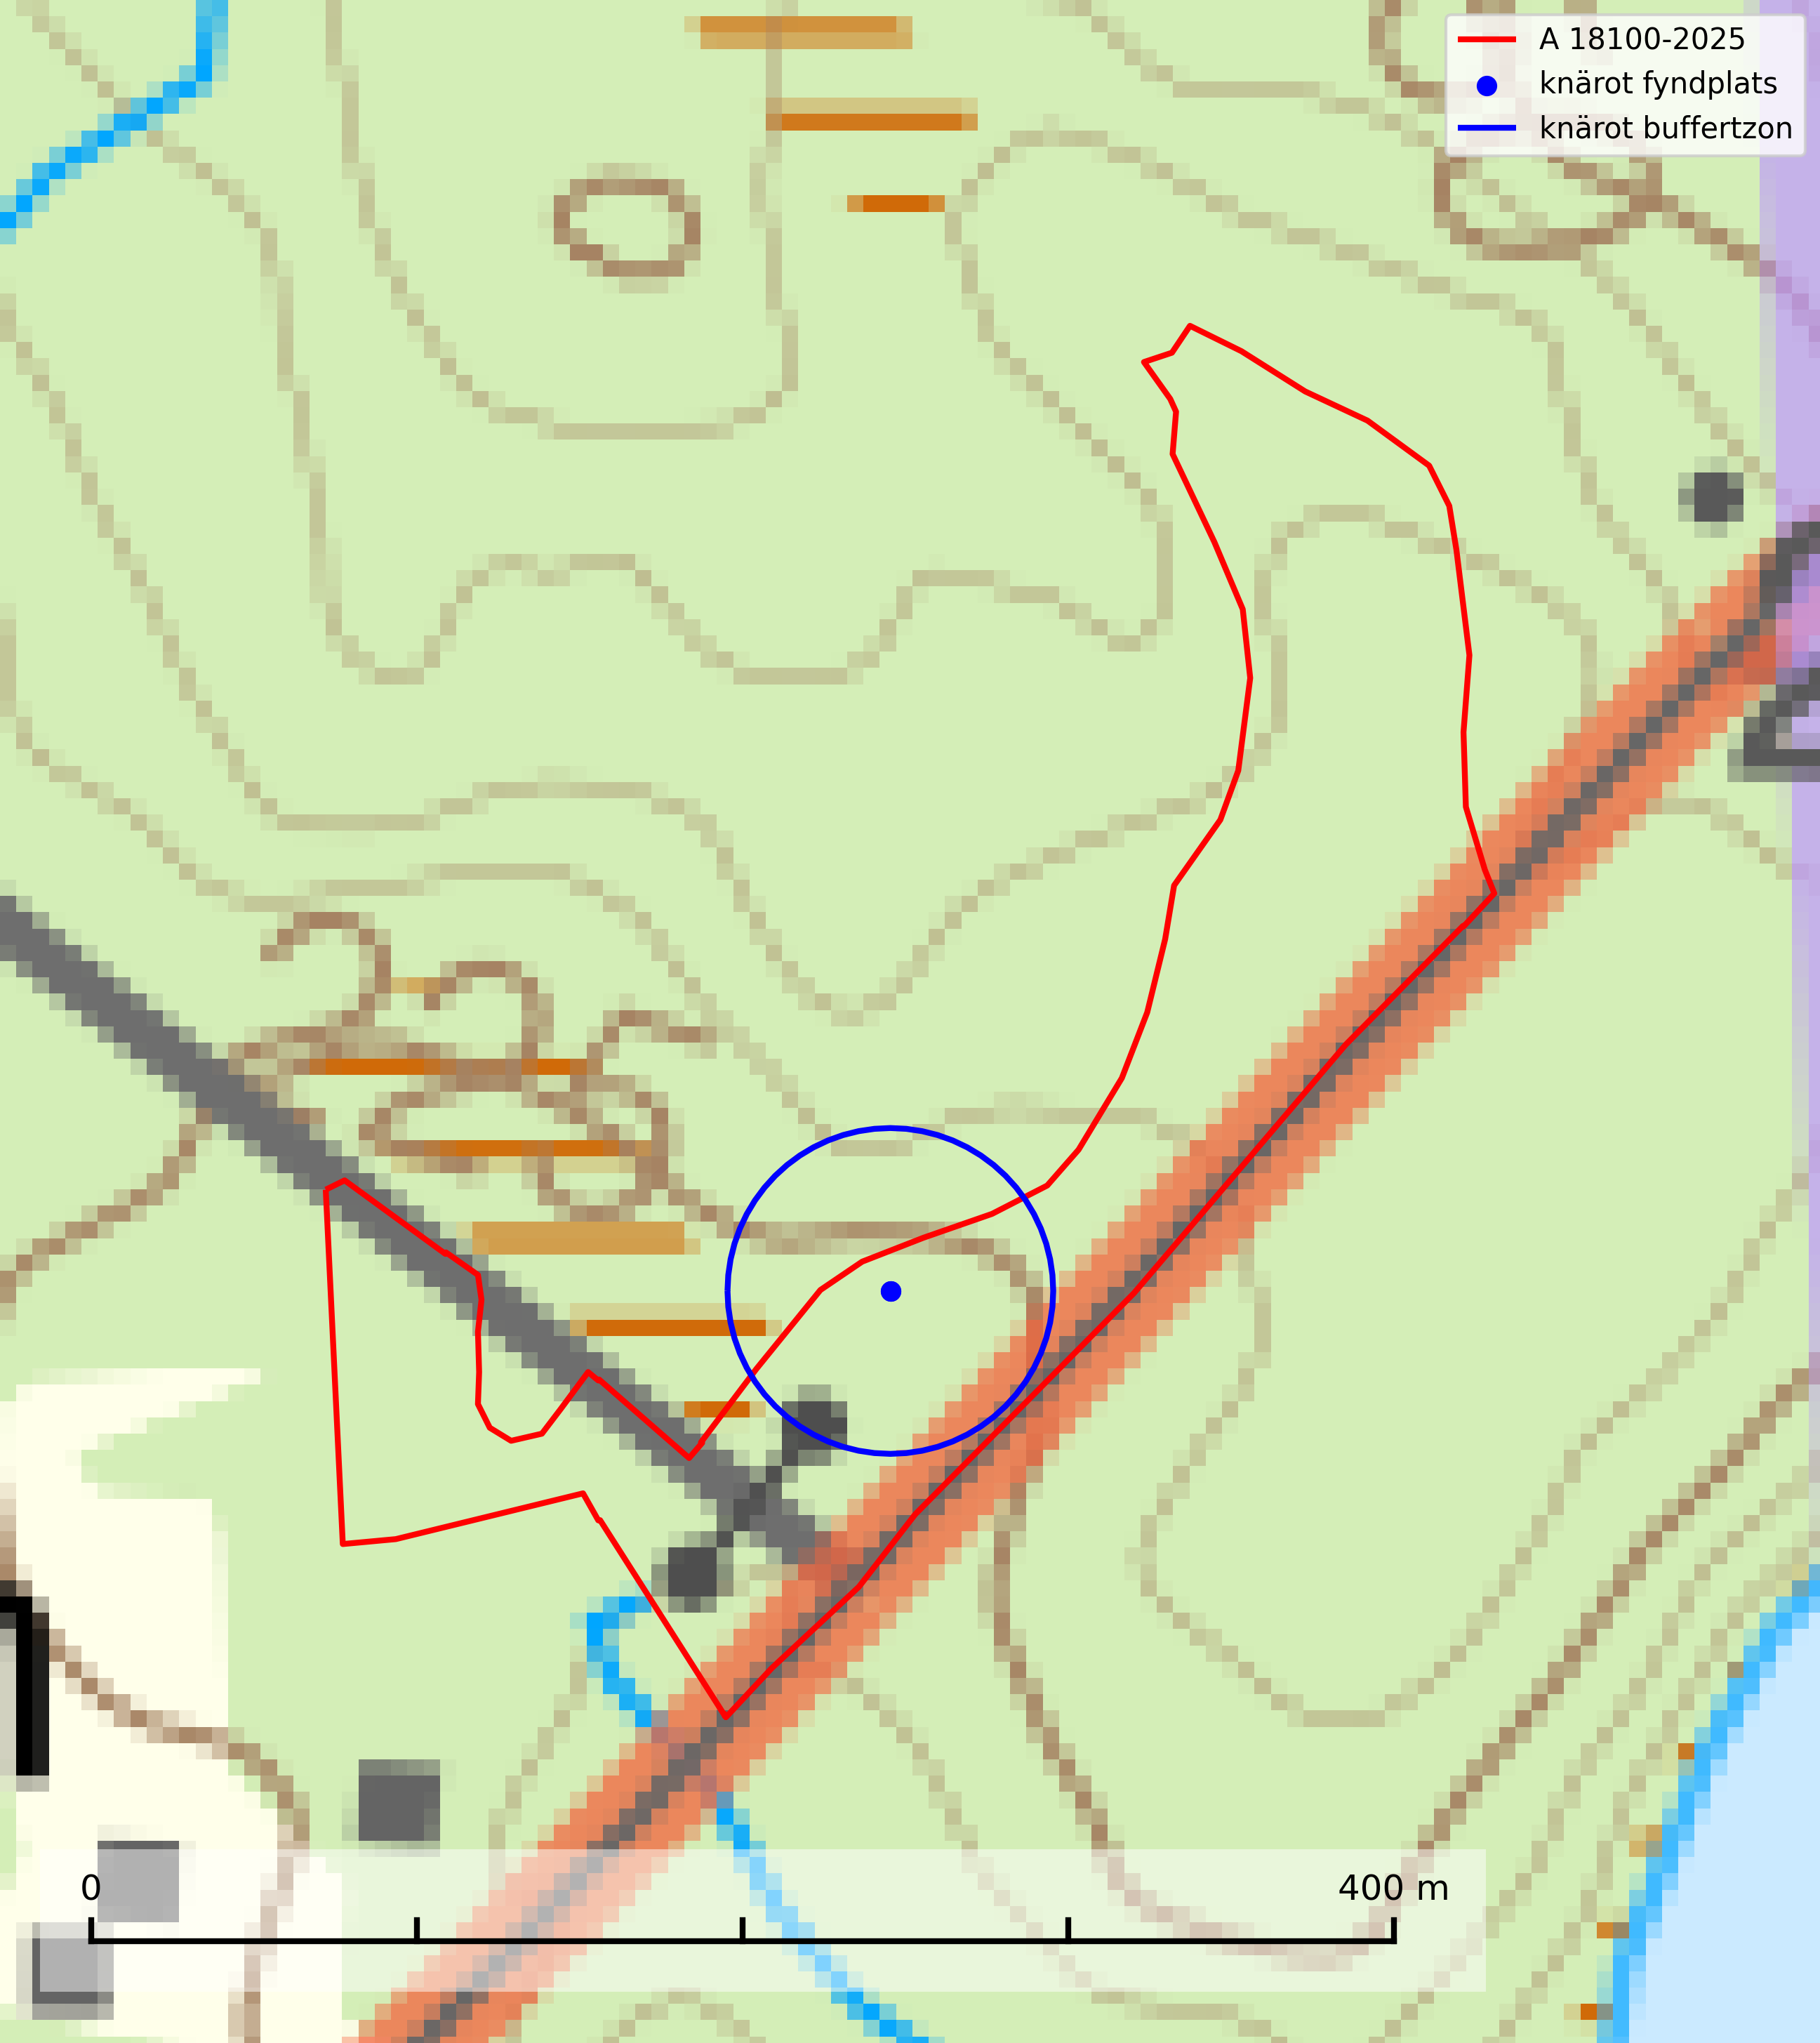 A 18100-2025
knärot fyndplats
knärot buffertzon
0
400 m